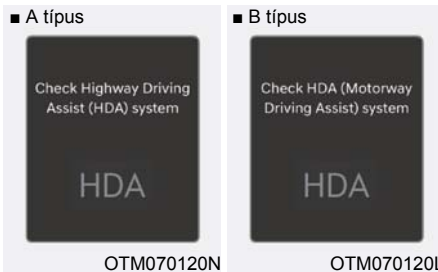 ■ A típus
Check Highway Driving
Assist (HDA) system
HDA
OTM070120N
■ B típus
Check HDA (Motorway
Driving Assist) system
HDA
OTM070120L